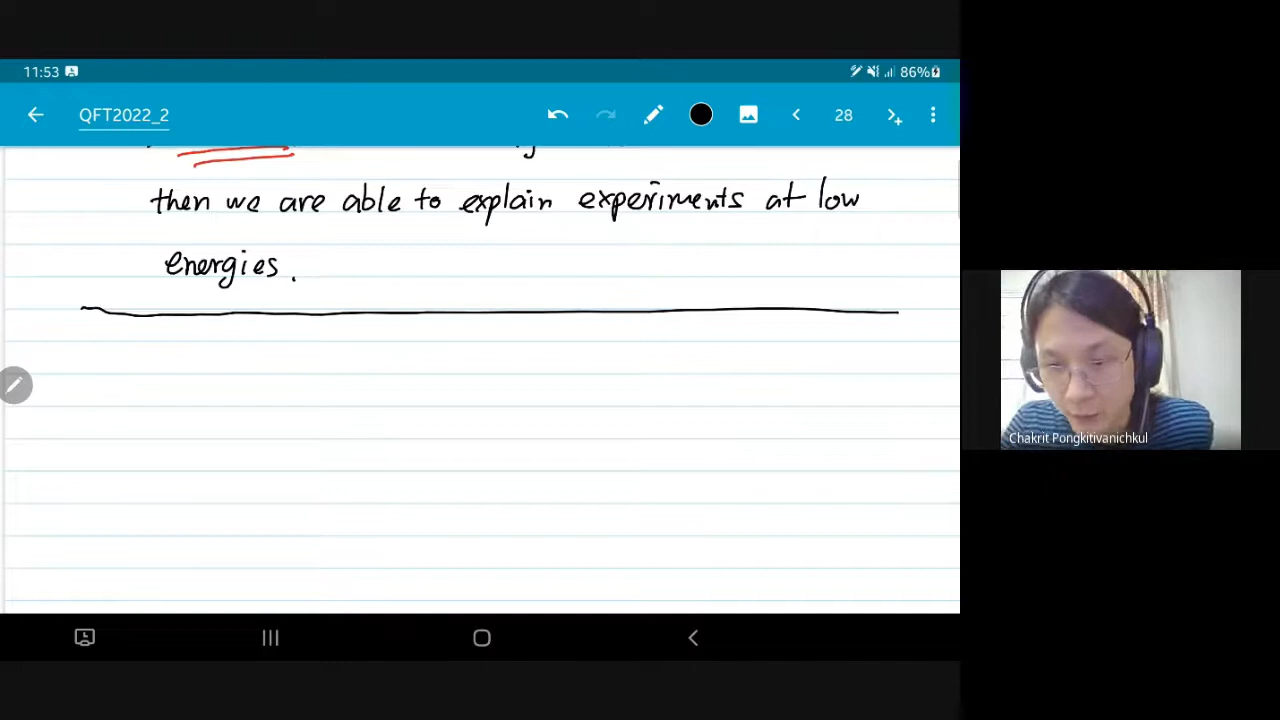 11:53
86%
QFT2022_2
28
then we are able to explain experiments at low
energies.
Chakrit Pongkitivanichkul